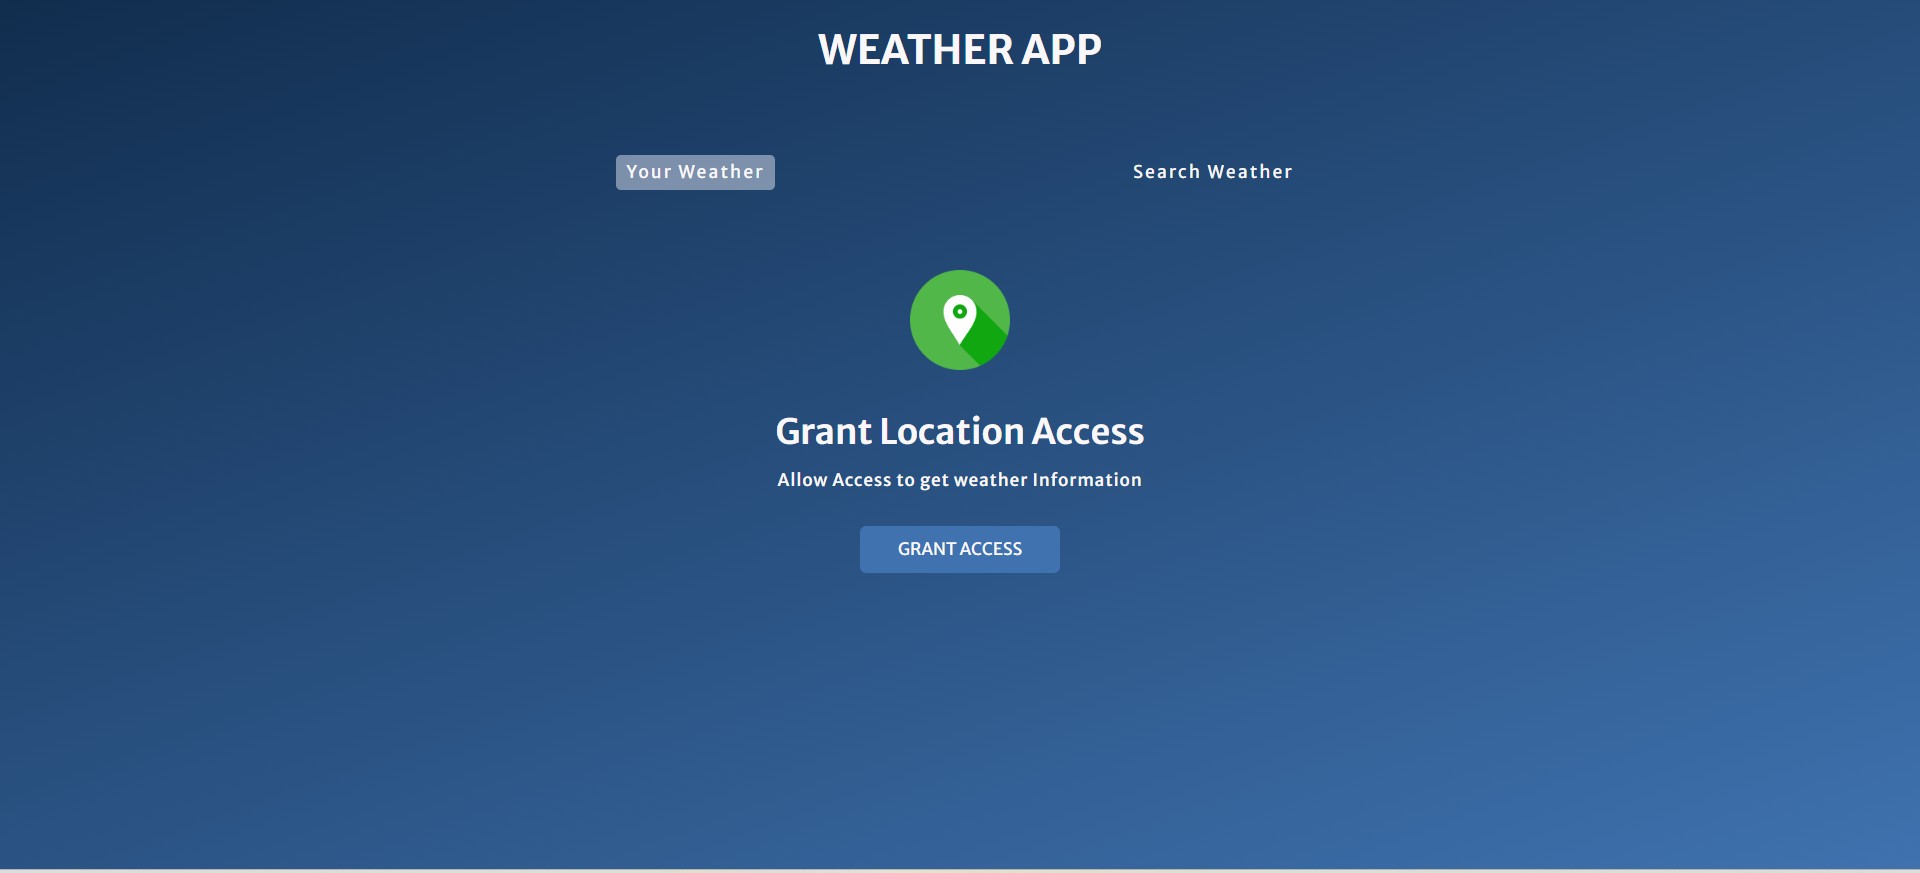 WEATHER APP
Your Weather
Search Weather
Grant Location Access
Allow Access to get weather Information
GRANT ACCESS